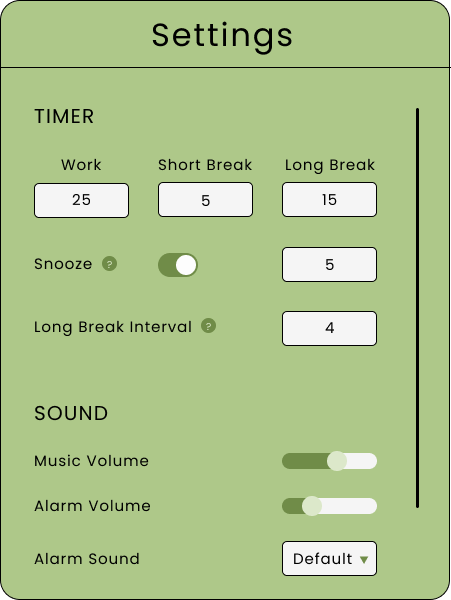 Settings
TIMER
Work Short Break Long Break
25 5 15
Snooze ? 5
Long Break Interval ? 4
SOUND
Music Volume
Alarm Volume
Alarm Sound Default